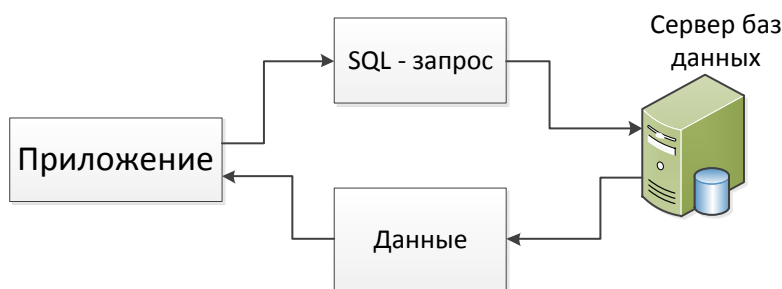 Сервер баз
данных
SQL - запрос
Приложение
Данные